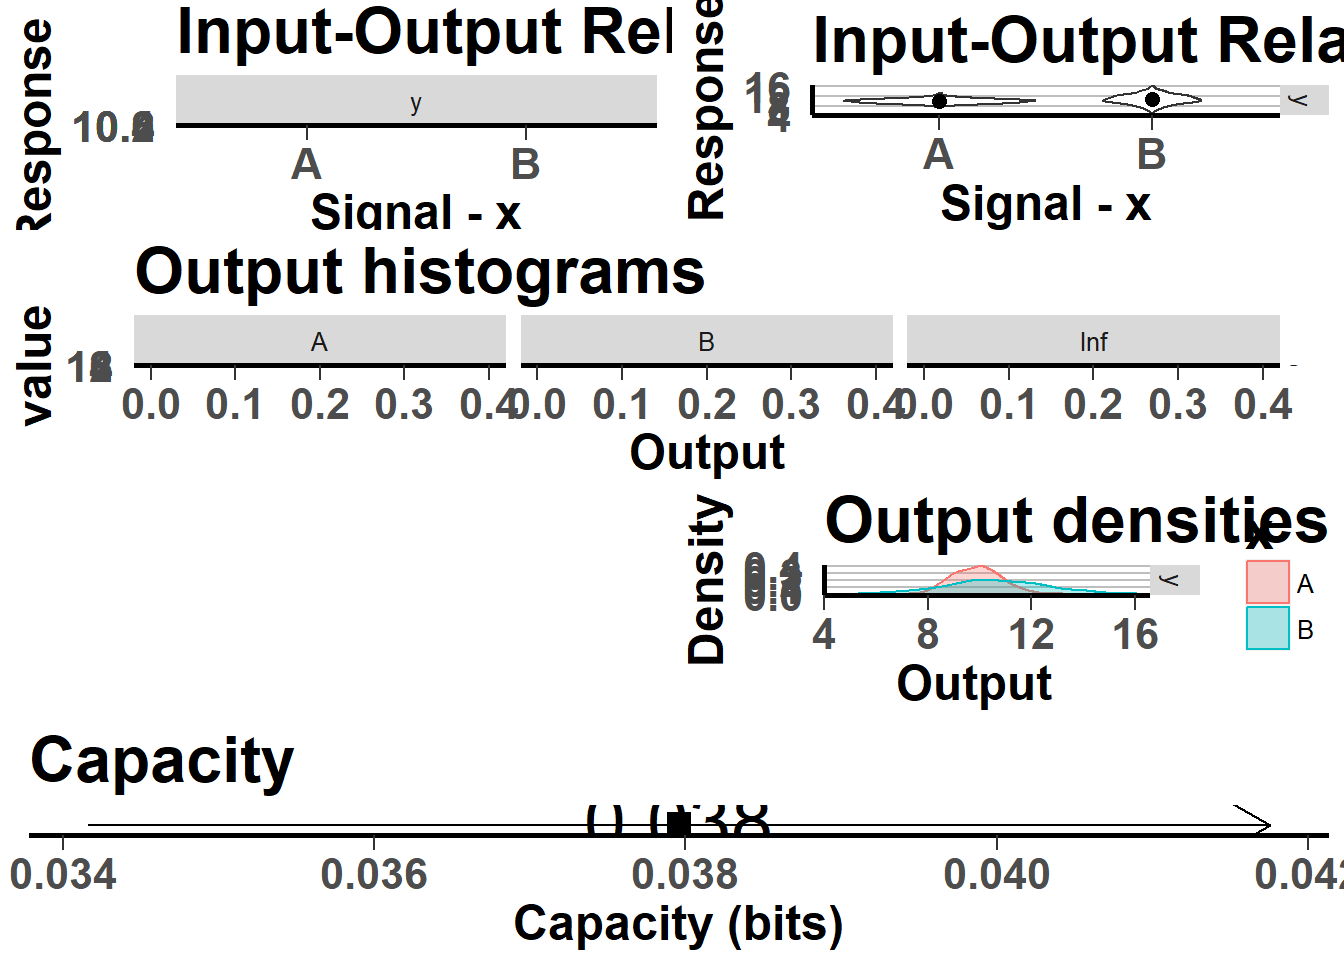 Input-Output Rel
Response
y
A B
Signal - x
Input-Output Rela
Response
16
4
y
A B
Signal - x
Output histograms
value
A B Inf
0.0 0.1 0.2 0.3 0.4 0.0 0.1 0.2 0.3 0.4 0.0 0.1 0.2 0.3 0.4
Output
Output densities
Density
x
0.4
0.0
y
A
B
4 8 12 16
Output
Capacity
0.038
0.034 0.036 0.038 0.040 0.042
Capacity (bits)